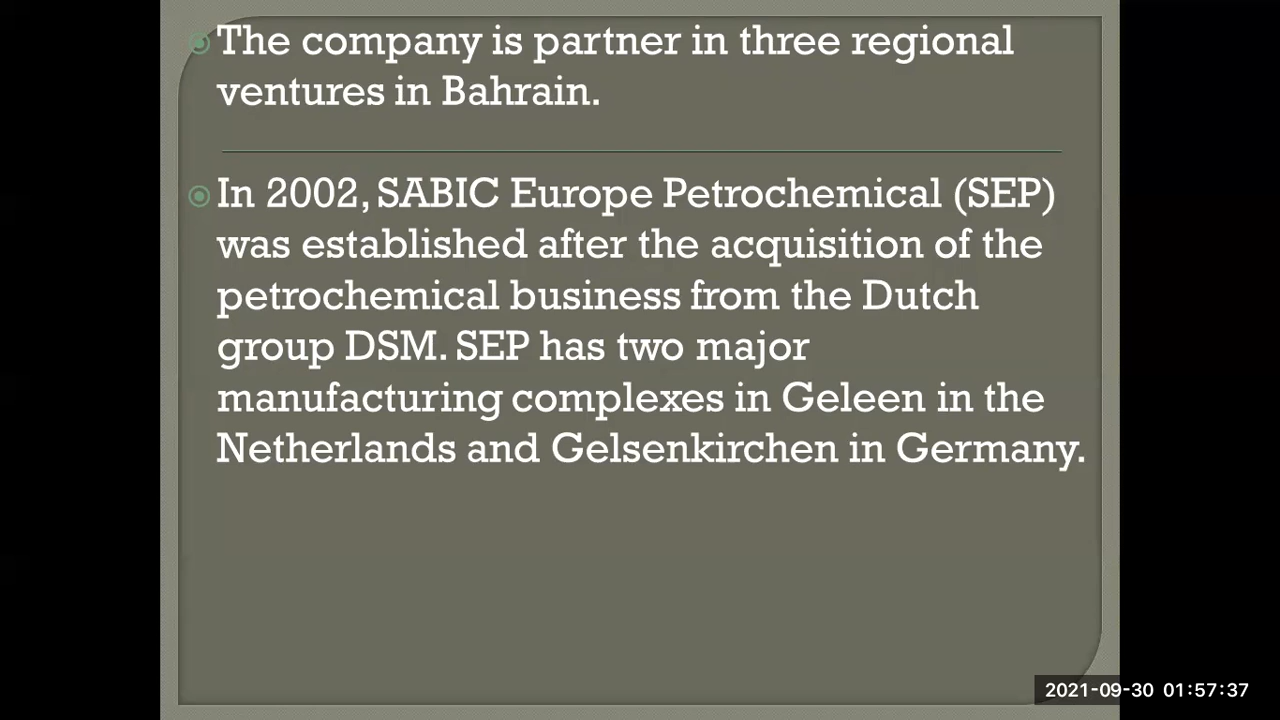 The company is partner in three regional
ventures in Bahrain.
In 2002, SABIC Europe Petrochemical (SEP)
was established after the acquisition of the
petrochemical business from the Dutch
group DSM. SEP has two major
manufacturing complexes in Geleen in the
Netherlands and Gelsenkirchen in Germany.
2021-09-30 01:57:37